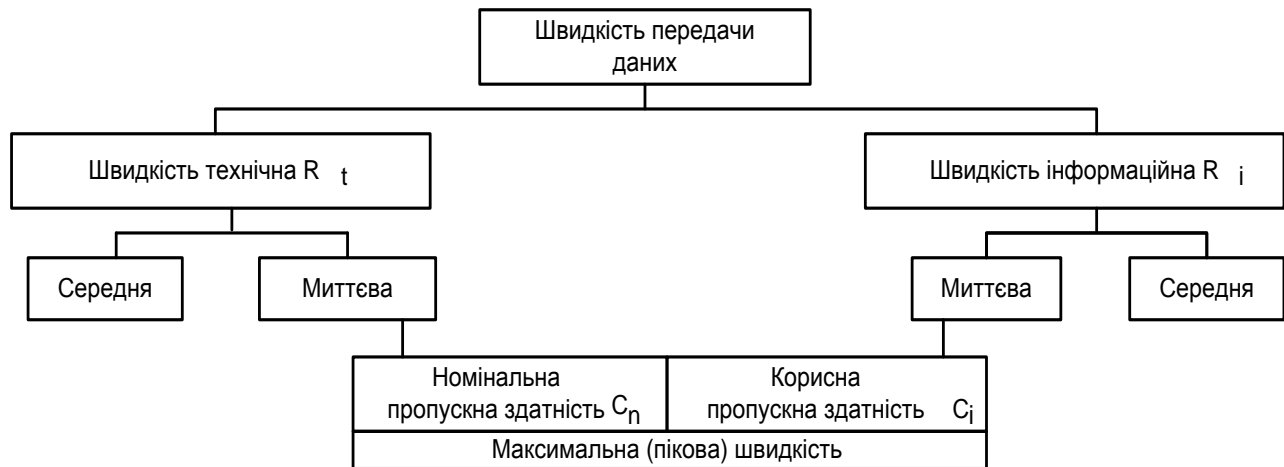 Швидкість передачи
даних
Швидкість технічна R t
Швидкість інформаційна R i
Середня
Миттєва
Миттєва
Середня
Номінальна
пропускна здатність Cn
Корисна
пропускна здатність Ci
Максимальна (пікова) швидкість